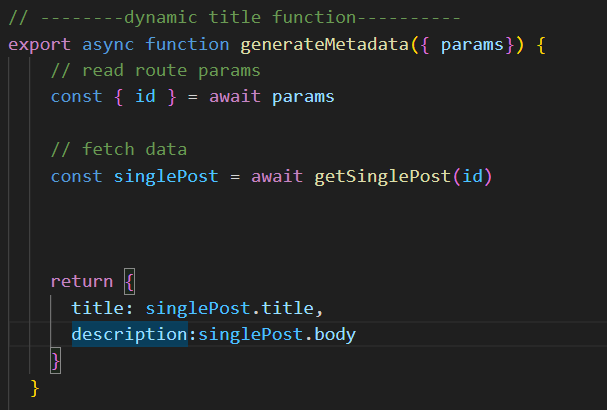 // --------dynamic title function----------
export async function generateMetadata({ params}) {
// read route params
const { id } = await params
// fetch data
const singlePost = await getSinglePost(id)
return {
title: singlePost.title,
description:singlePost.body
}
}